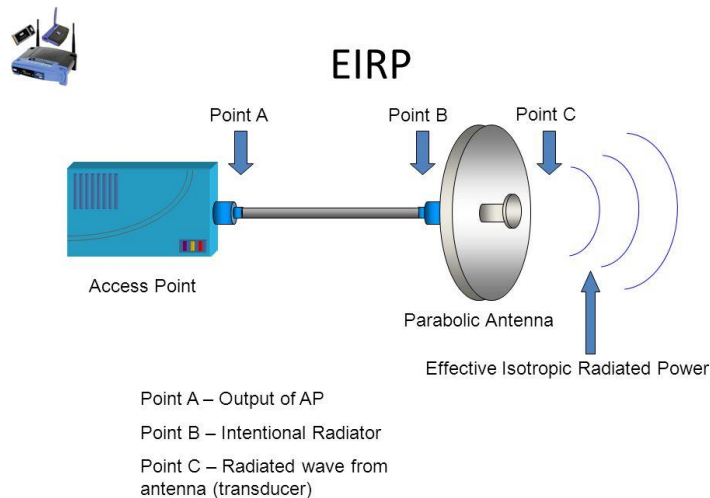 EIRP
Point A
Point B
Point C
Access Point
Parabolic Antenna
Effective Isotropic Radiated Power
Point A – Output of AP
Point B – Intentional Radiator
Point C – Radiated wave from
antenna (transducer)